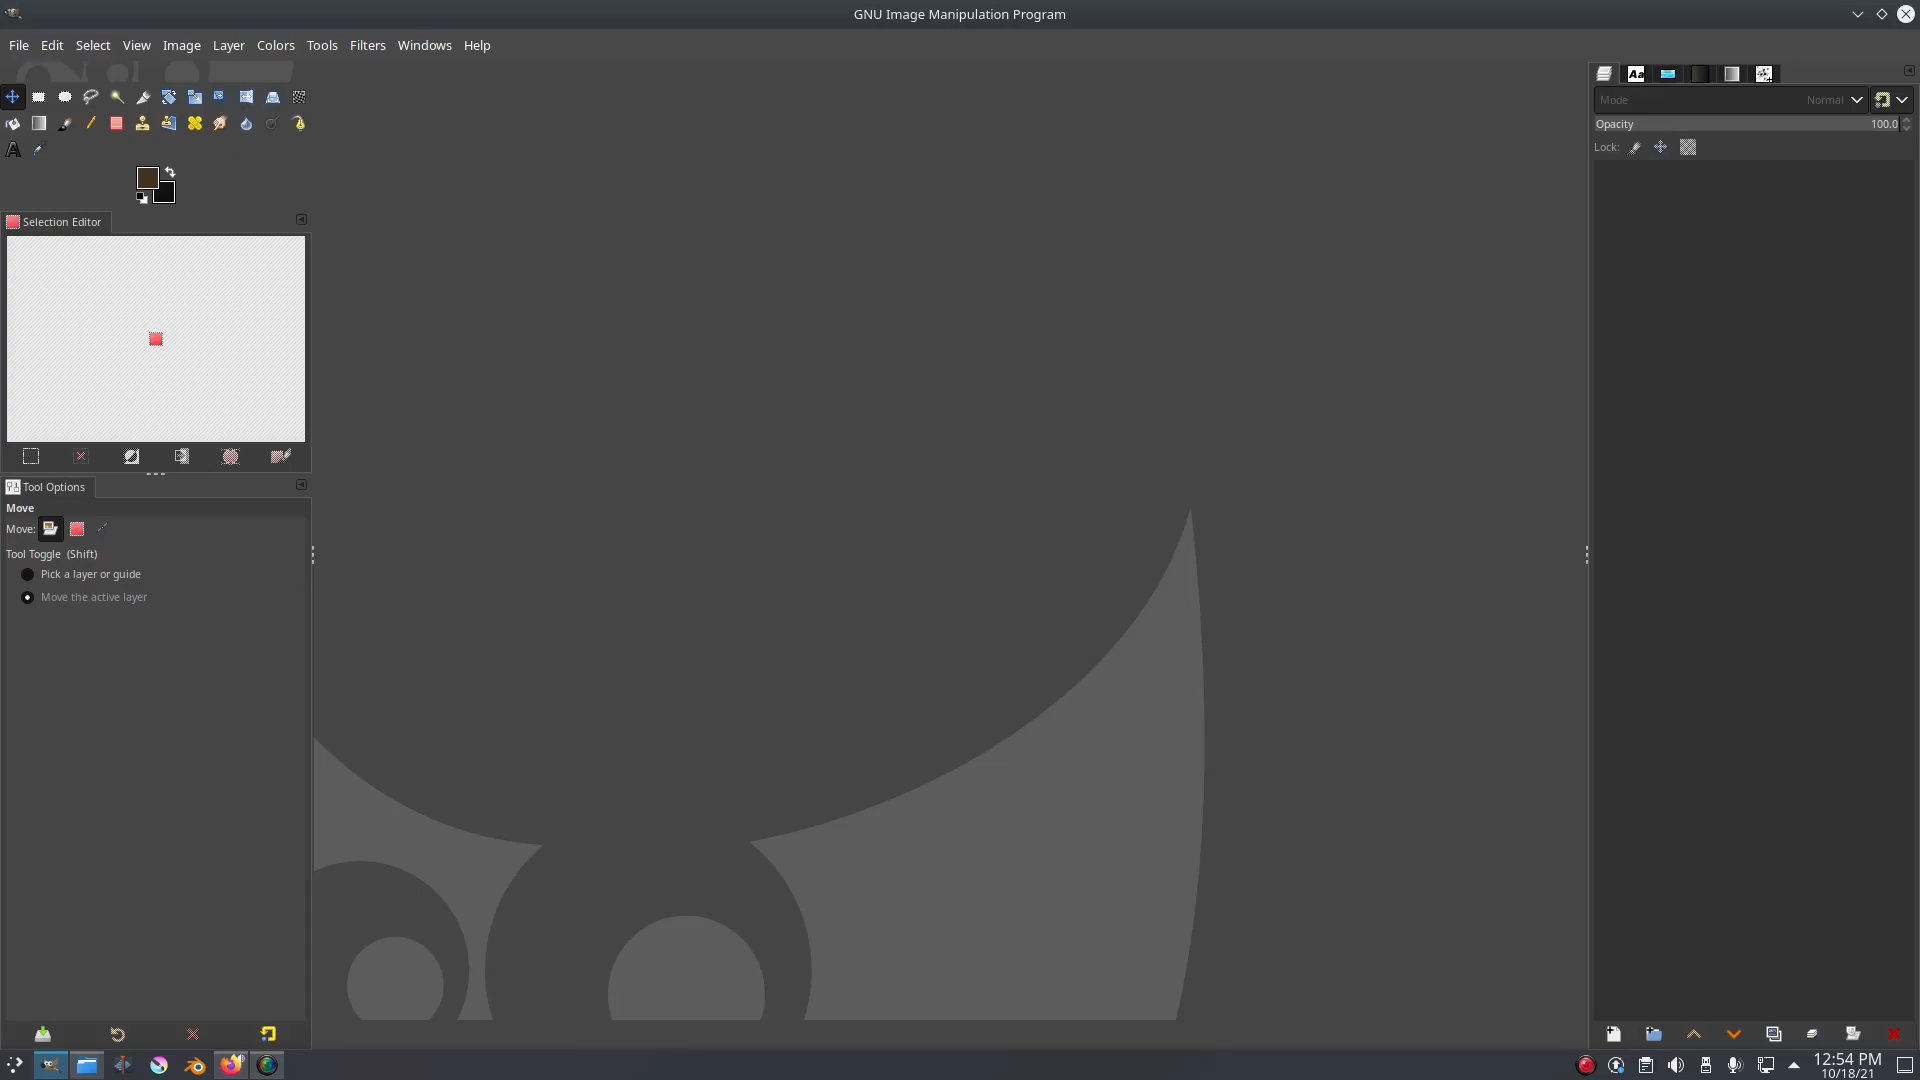 GNU Image Manipulation Program
File Edit Select View Image Layer Colors Tools Filters Windows Help
Aa
Mode Normal
Opacity 100.0
Lock:
A
Selection Editor
Tool Options
Move
Move:
Tool Toggle (Shift)
Pick a layer or guide
Move the active layer
12:54 PM
10/18/21